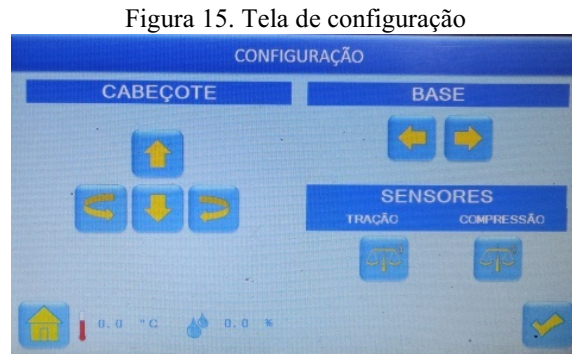 Figura 15. Tela de configuração
CONFIGURAÇÃO
CABEÇOTE
BASE
SENSORES
TRAÇÃO COMPRESSÃO
0.0 °C 0.0 %